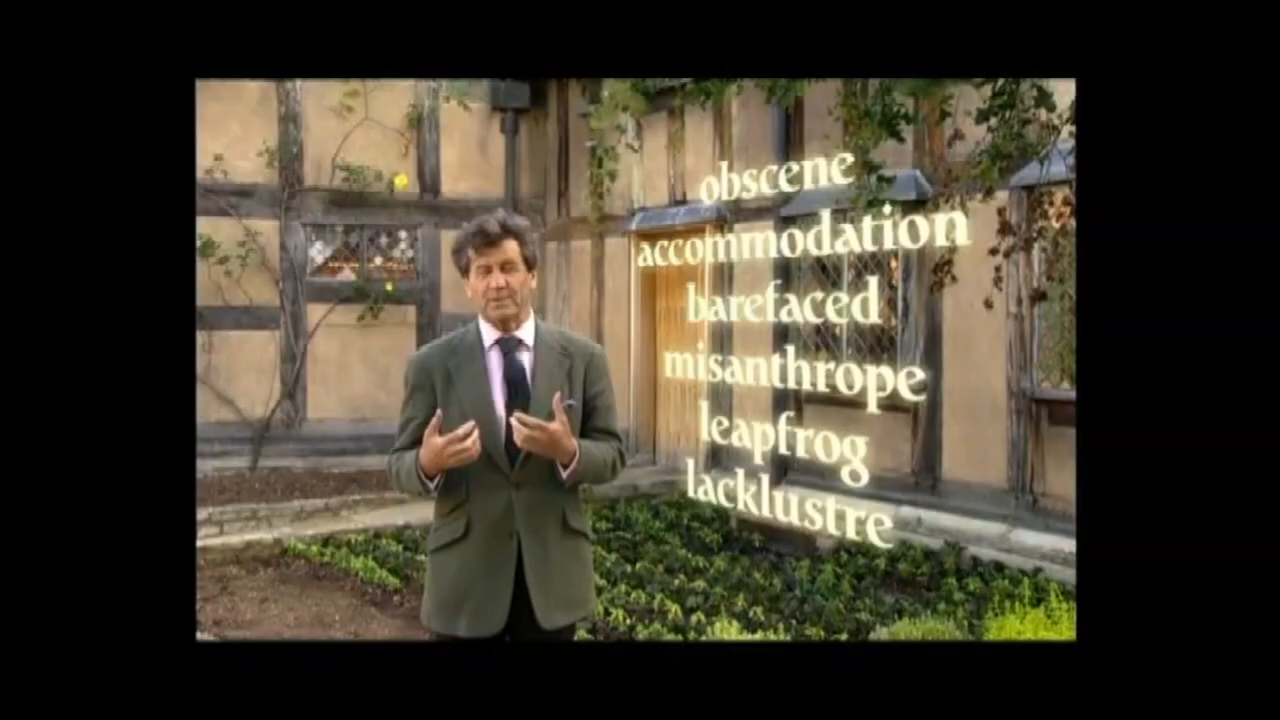 obscene
accommodation
barefaced
misanthrope
leapfrog
lacklustre